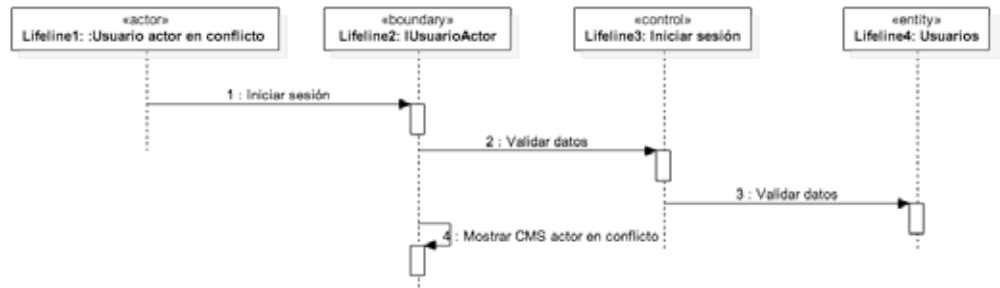 «actor»
Lifeline1: :Usuario actor en conflicto
«boundary»
Lifeline2: IUsuarioActor
«control»
Lifeline3: Iniciar sesión
«entity»
Lifeline4: Usuarios
1 : Iniciar sesión
2 : Validar datos
3 : Validar datos
4 : Mostrar CMS actor en conflicto